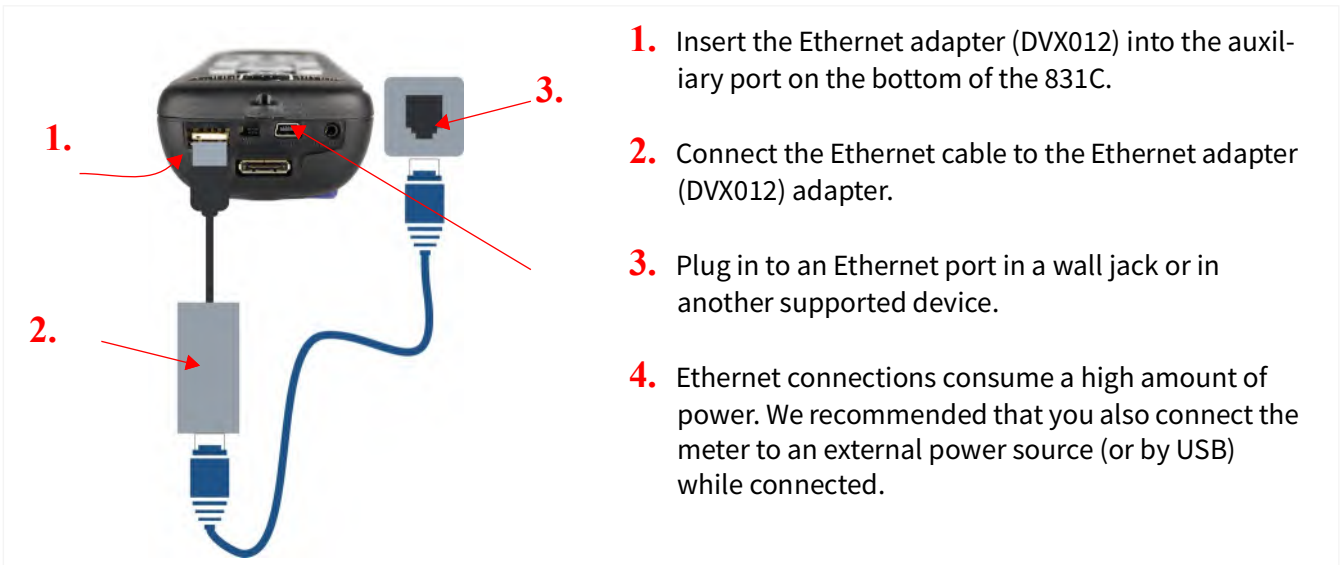 1.
2.
3.
1. Insert the Ethernet adapter (DVX012) into the auxil-
iary port on the bottom of the 831C.
2. Connect the Ethernet cable to the Ethernet adapter
(DVX012) adapter.
3. Plug in to an Ethernet port in a wall jack or in
another supported device.
4. Ethernet connections consume a high amount of
power. We recommended that you also connect the
meter to an external power source (or by USB)
while connected.